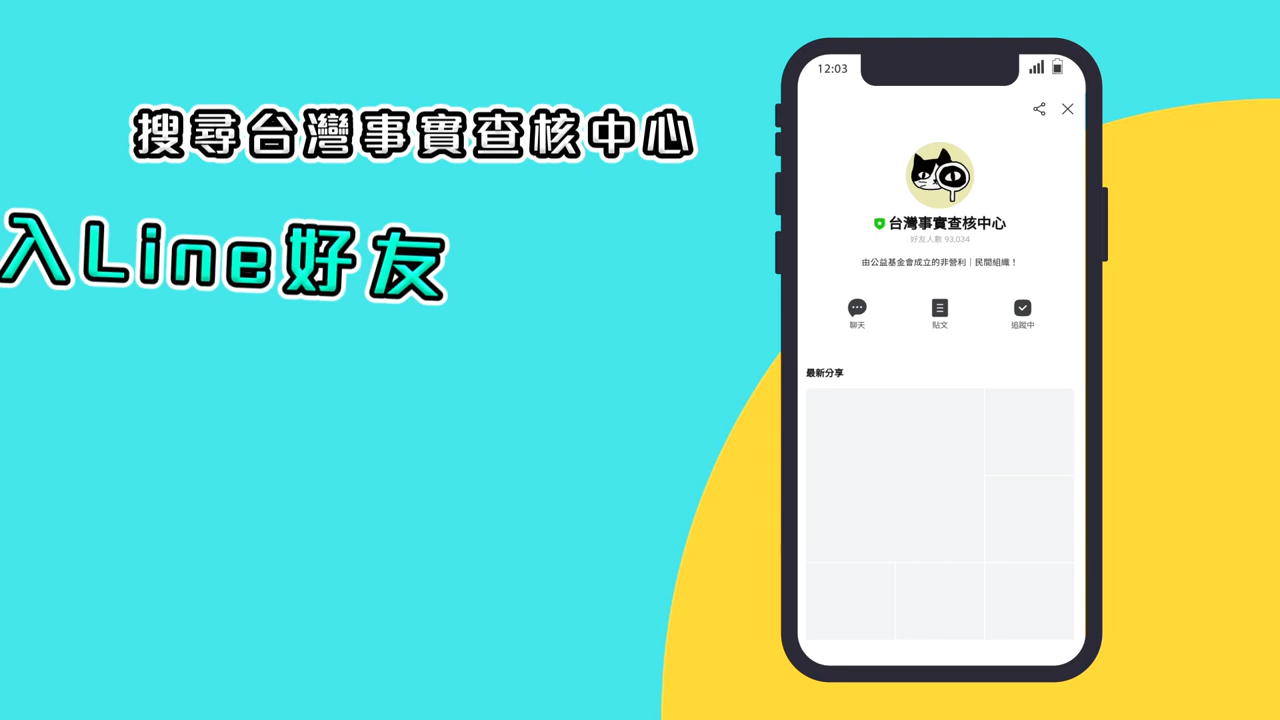 搜尋台灣事實查核中心
入Line好友
12:03
台灣事實查核中心
好友人數 93,034
由公益基金會成立的非營利｜民間組織！
聊天
貼文
追蹤中
最新分享